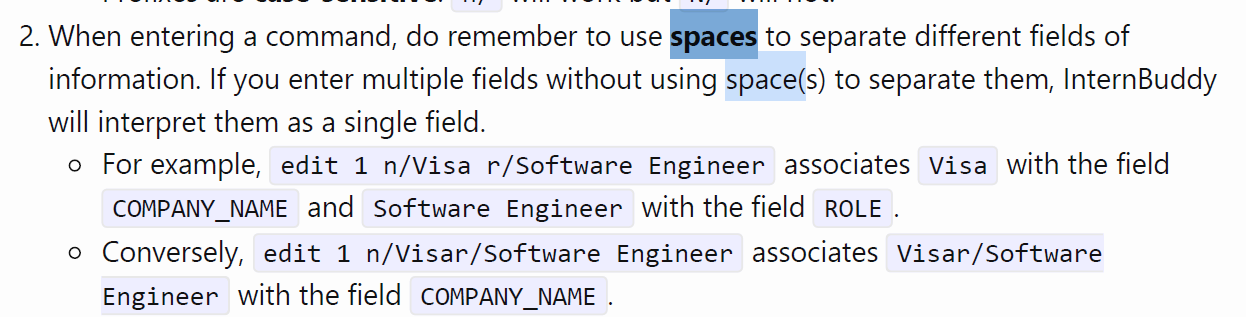 2. When entering a command, do remember to use spaces to separate different fields of
information. If you enter multiple fields without using space(s) to separate them, InternBuddy
will interpret them as a single field.
For example, edit 1 n/Visa r/Software Engineer associates Visa with the field
COMPANY_NAME and Software Engineer with the field ROLE .
Conversely, edit 1 n/Visar/Software Engineer associates Visar/Software
Engineer with the field COMPANY_NAME .